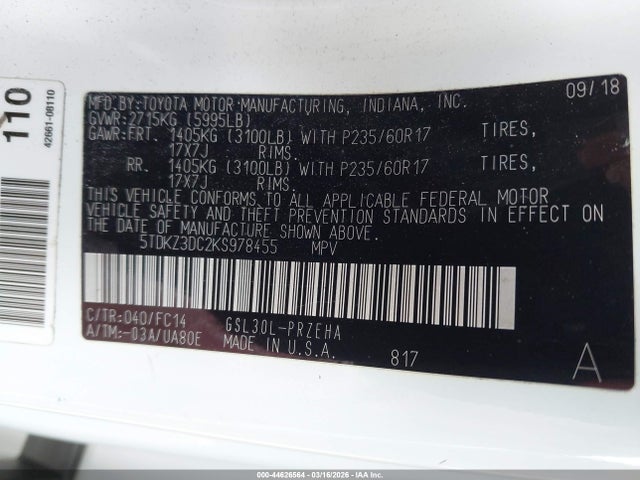 110
42661-08110
MFD.BY:TOYOTA MOTOR MANUFACTURING, INDIANA, INC. 09/18
GVWR:2715KG (5995LB)
GAWR:FRT. 1405KG (3100LB) WITH P235/60R17 TIRES,
17X7J RIMS.
RR. 1405KG (3100LB) WITH P235/60R17 TIRES,
17X7J RIMS.
THIS VEHICLE CONFORMS TO ALL APPLICABLE FEDERAL MOTOR
VEHICLE SAFETY AND THEFT PREVENTION STANDARDS IN EFFECT ON
THE DATE OF MANUFACTURE SHOWN ABOVE.
5TDKZ3DC2KS978455 MPV
C/TR:040/FC14 GSL30L-PRZEHA
A/TM:-03A/UA80E MADE IN U.S.A. 817 A
000-44626564 | 03/16/2026 - IAA Inc.